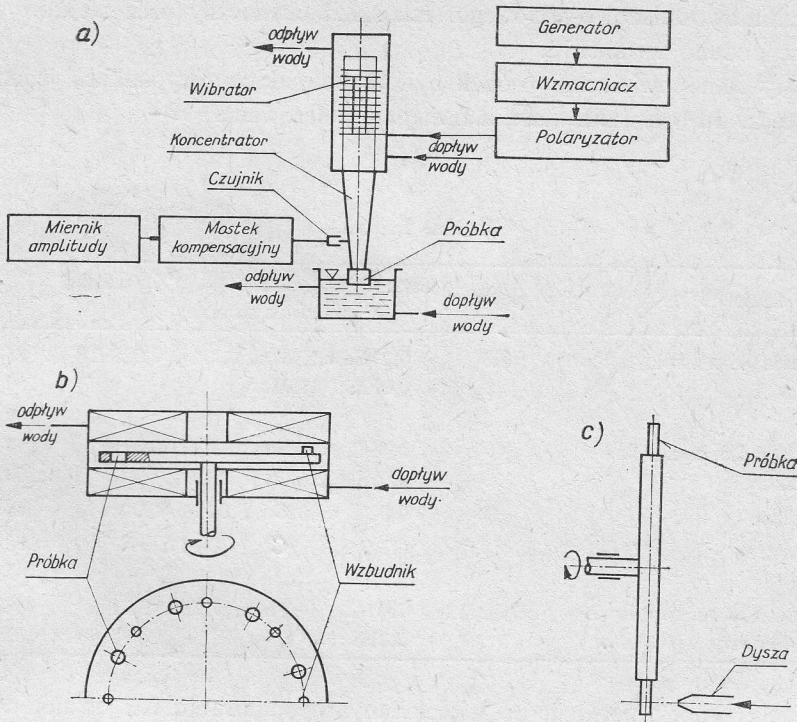 a)
odpływ
wody
Generator
Wzmacniacz
Polaryzator
Wibrator
Koncentrator
dopływ
wody
Czujnik
Miernik
amplitudy
Mostek
kompensacyjny
Próbka
odpływ
wody
dopływ
wody
b)
odpływ
wody
dopływ
wody
Próbka
Wzbudnik
c)
Próbka
Dysza